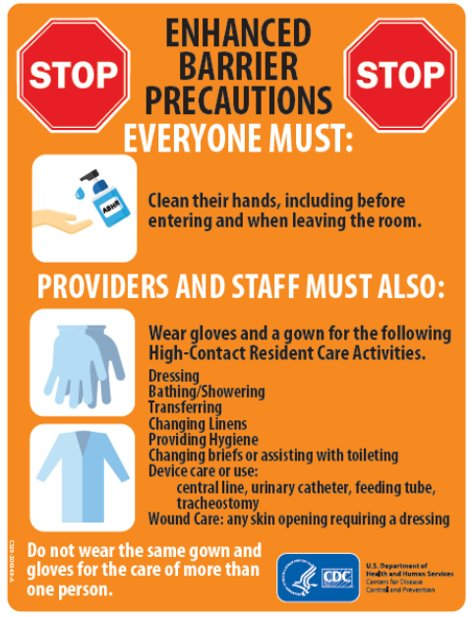 STOP
ENHANCED
BARRIER
PRECAUTIONS
STOP
EVERYONE MUST:
ABHR
Clean their hands, including before
entering and when leaving the room.
PROVIDERS AND STAFF MUST ALSO:
Wear gloves and a gown for the following
High-Contact Resident Care Activities.
Dressing
Bathing/Showering
Transferring
Changing Linens
Providing Hygiene
Changing briefs or assisting with toileting
Device care or use:
central line, urinary catheter, feeding tube,
tracheostomy
Wound Care: any skin opening requiring a dressing
Do not wear the same gown and
gloves for the care of more than
one person.
CDC
U.S. Department of
Health and Human Services
Centers for Disease
Control and Prevention